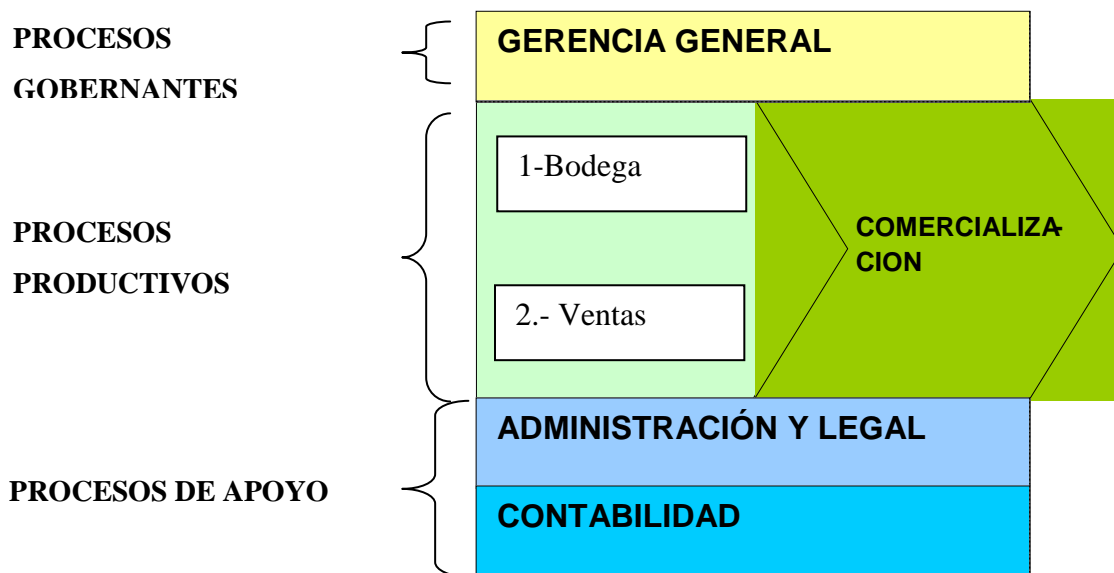 PROCESOS
GOBERNANTES
GERENCIA GENERAL
1-Bodega
PROCESOS
PRODUCTIVOS
COMERCIALIZA-
CION
2.- Ventas
ADMINISTRACIÓN Y LEGAL
PROCESOS DE APOYO
CONTABILIDAD